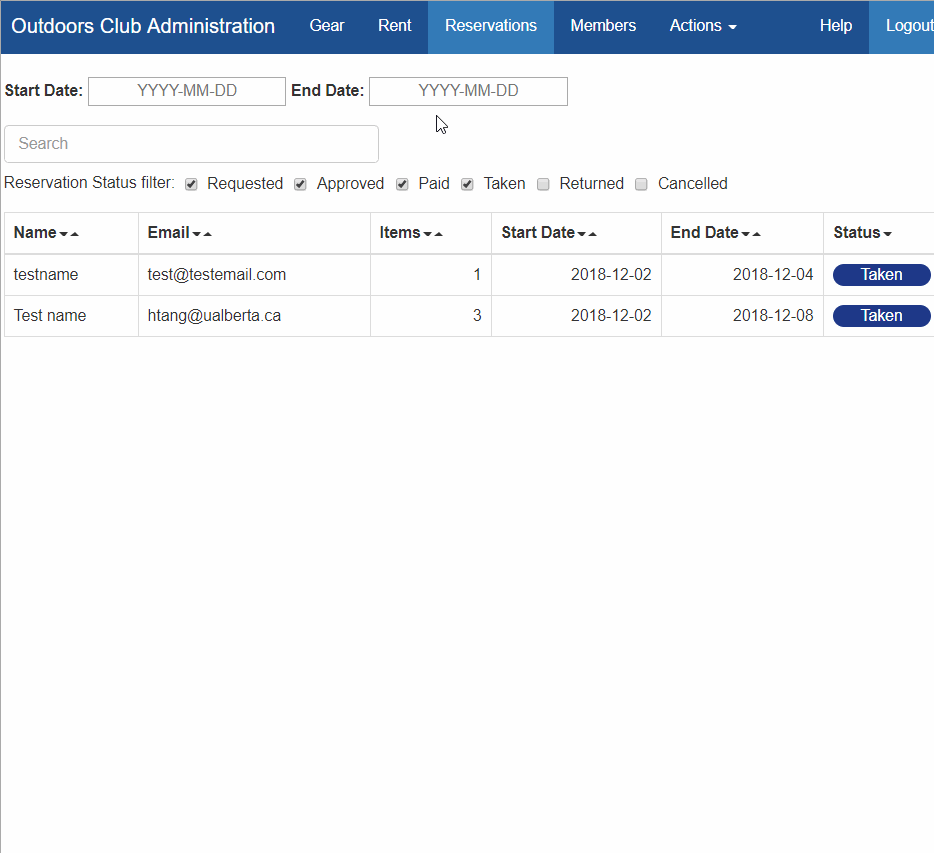 Outdoors Club Administration Gear Rent Reservations Members Actions Help Logout
Start Date: YYYY-MM-DD End Date: YYYY-MM-DD
Search
Reservation Status filter: Requested Approved Paid Taken Returned Cancelled
Name Email Items Start Date End Date Status
testname test@testemail.com 1 2018-12-02 2018-12-04 Taken
Test name htang@ualberta.ca 3 2018-12-02 2018-12-08 Taken